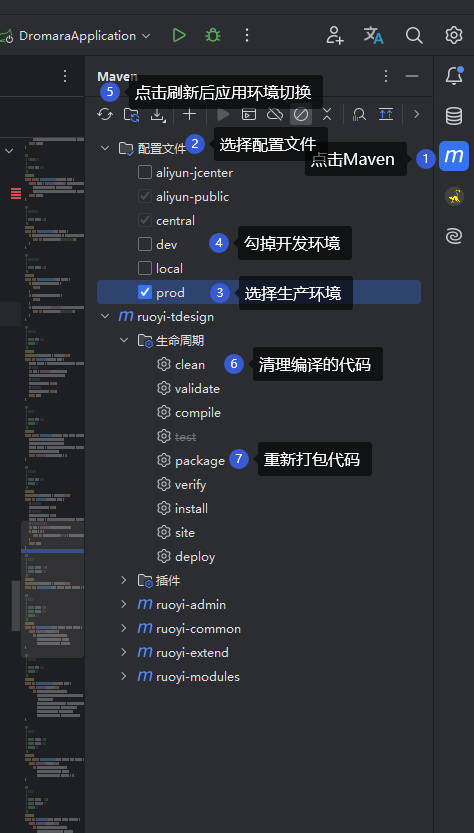 DromaraApplication
Maven
5 点击刷新后应用环境切换
配置文件 2 选择配置文件
点击Maven 1
m
aliyun-jcenter
aliyun-public
central
dev 4 勾掉开发环境
local
prod 3 选择生产环境
m ruoyi-tdesign
生命周期
clean 6 清理编译的代码
validate
compile
test
package 7 重新打包代码
verify
install
site
deploy
插件
m ruoyi-admin
m ruoyi-common
m ruoyi-extend
m ruoyi-modules